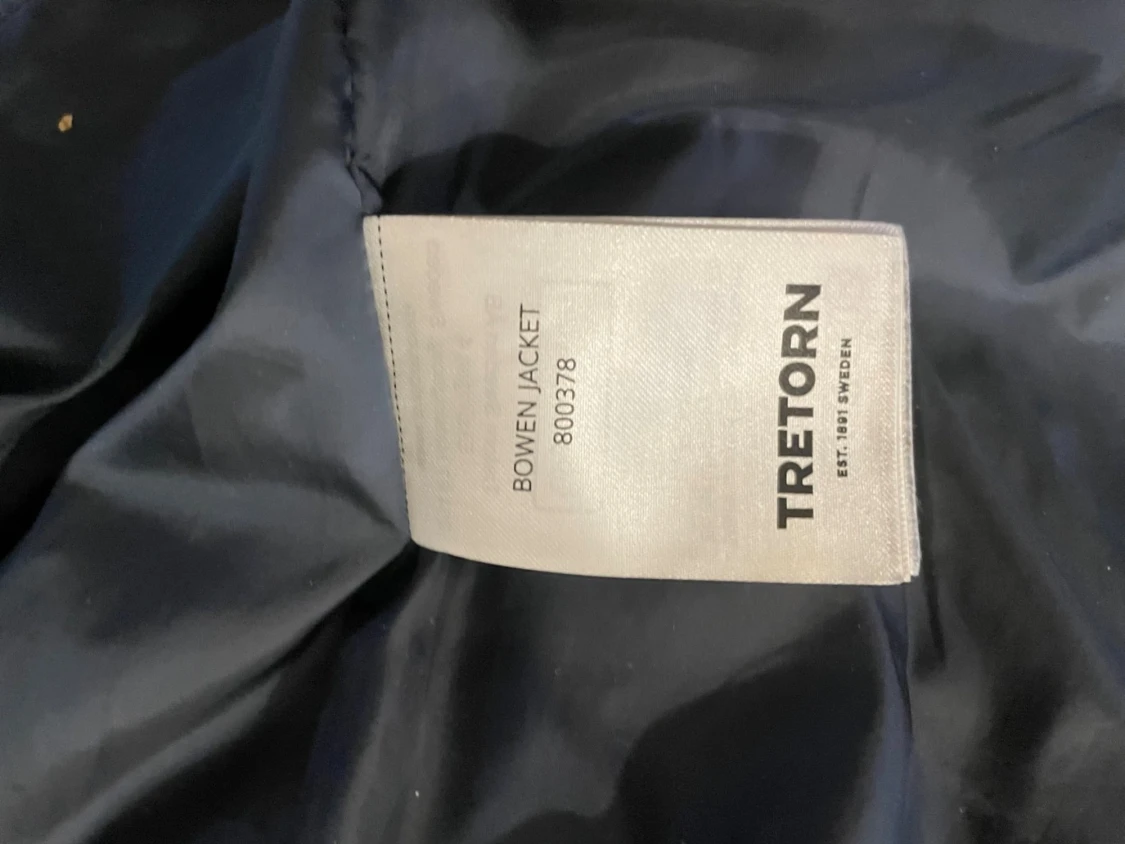 BOWEN JACKET
800378
TRETORN
EST. 1891 SWEDEN